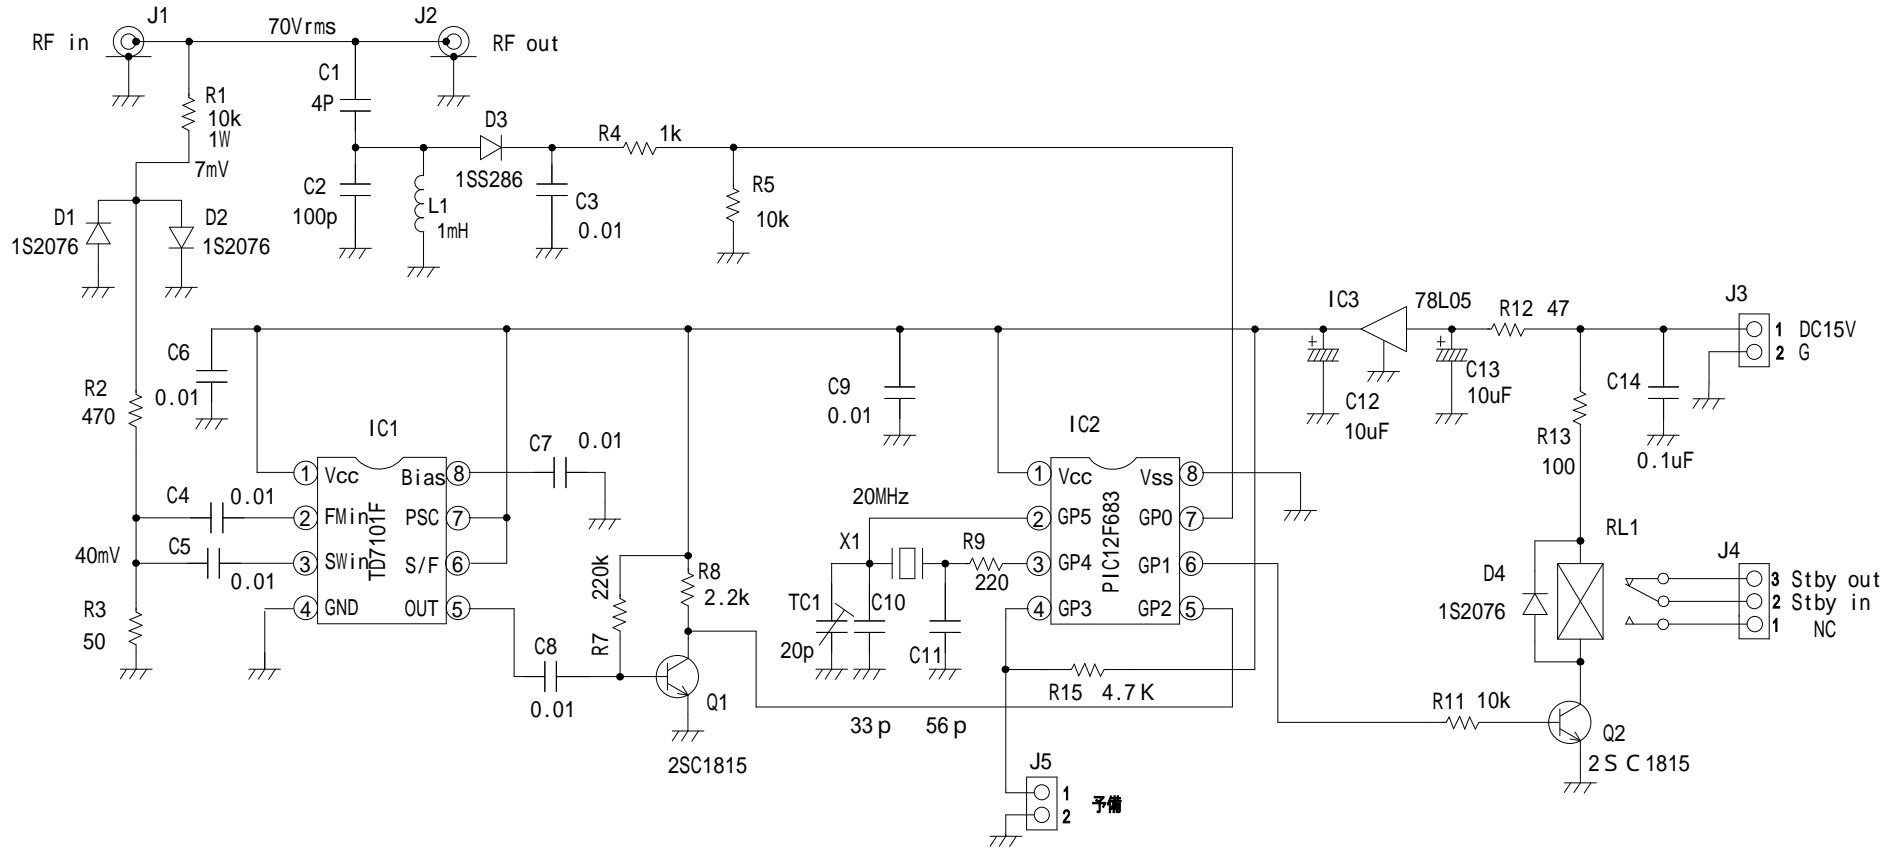 J1
70Vrms
J2
RF in
RF out
R1
10k
1W
7mV
C1
4P
D3
1SS286
R4
1k
C2
100p
L1
1mH
C3
0.01
R5
10k
D1
1S2076
D2
1S2076
IC3
78L05
R12 47
J3
1 DC15V
2 G
C6
0.01
R2
470
C9
0.01
C12
10uF
C13
10uF
C14
0.1uF
R13
100
IC1
C7
0.01
1 Vcc
Bias 8
2 FMin
PSC 7
3 SWin
S/F 6
4 GND
OUT 5
TD7101F
C4
0.01
C5
0.01
40mV
R3
50
IC2
1 Vcc
Vss 8
2 GP5
GP0 7
3 GP4
GP1 6
4 GP3
GP2 5
PIC12F683
20MHz
X1
R9
220
TC1
20p
C10
C11
33p
56p
R7
220k
R8
2.2k
C8
0.01
Q1
2SC1815
R15 4.7K
J5
1
2
予備
RL1
D4
1S2076
J4
3 Stby out
2 Stby in
1 NC
R11 10k
Q2
2SC1815